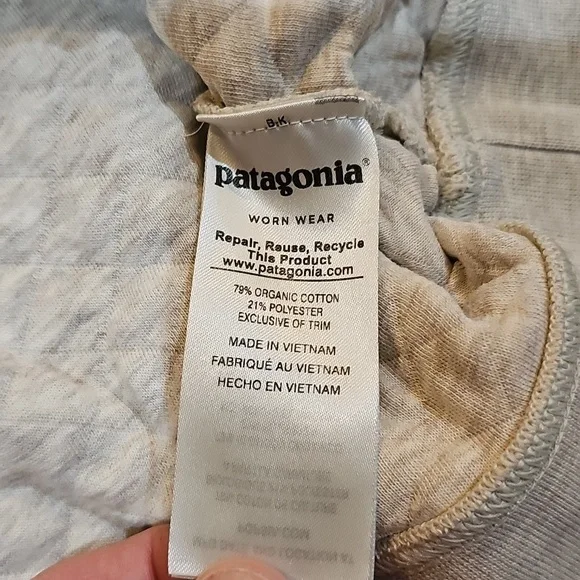 B.K
patagonia®
WORN WEAR
Repair, Reuse, Recycle
This Product
www.patagonia.com
79% ORGANIC COTTON
21% POLYESTER
EXCLUSIVE OF TRIM
MADE IN VIETNAM
FABRIQUÉ AU VIETNAM
HECHO EN VIETNAM